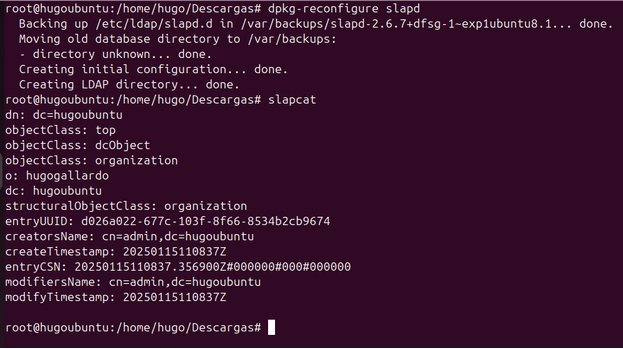 root@hugoubuntu:/home/hugo/Descargas# dpkg-reconfigure slapd
Backing up /etc/ldap/slapd.d in /var/backups/slapd-2.6.7+dfsg-1~exp1ubuntu8.1... done.
Moving old database directory to /var/backups:
- directory unknown... done.
Creating initial configuration... done.
Creating LDAP directory... done.
root@hugoubuntu:/home/hugo/Descargas# slapcat
dn: dc=hugoubuntu
objectClass: top
objectClass: dcObject
objectClass: organization
o: hugogallardo
dc: hugoubuntu
structuralObjectClass: organization
entryUUID: d026a022-677c-103f-8f66-8534b2cb9674
creatorsName: cn=admin,dc=hugoubuntu
createTimestamp: 20250115110837Z
entryCSN: 20250115110837.356900Z#000000#000#000000
modifiersName: cn=admin,dc=hugoubuntu
modifyTimestamp: 20250115110837Z
root@hugoubuntu:/home/hugo/Descargas#